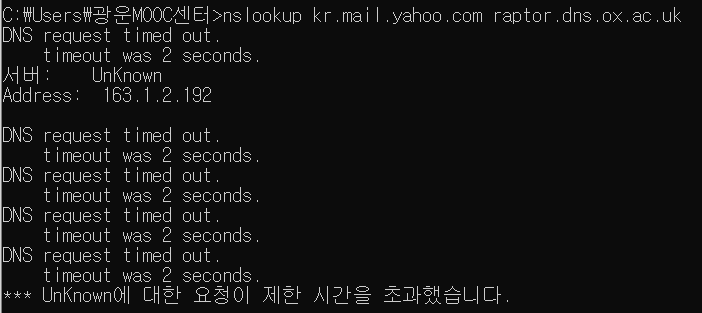 C:\Users\광운MOOC센터>nslookup kr.mail.yahoo.com raptor.dns.ox.ac.uk
DNS request timed out.
    timeout was 2 seconds.
서버:    UnKnown
Address:  163.1.2.192

DNS request timed out.
    timeout was 2 seconds.
DNS request timed out.
    timeout was 2 seconds.
DNS request timed out.
    timeout was 2 seconds.
DNS request timed out.
    timeout was 2 seconds.
*** UnKnown에 대한 요청이 제한 시간을 초과했습니다.